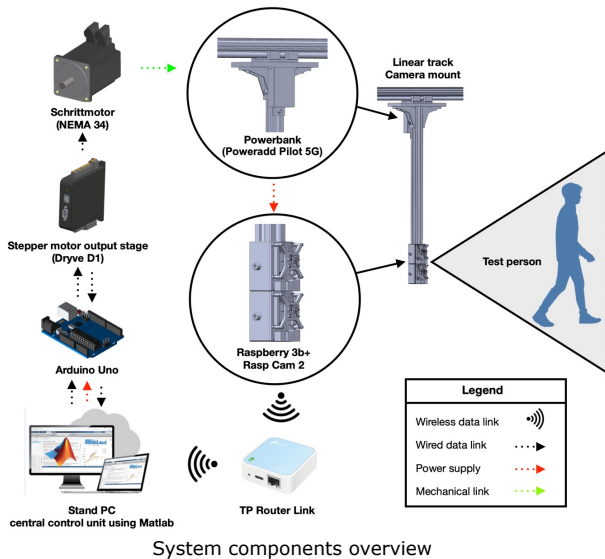 Schrittmotor
(NEMA 34)
Powerbank
(Poweradd Pilot 5G)
Linear track
Camera mount
Stepper motor output stage
(Dryve D1)
Test person
Arduino Uno
Raspberry 3b+
Rasp Cam 2
Stand PC
central control unit using Matlab
TP Router Link
Legend
Wireless data link
Wired data link
Power supply
Mechanical link
System components overview